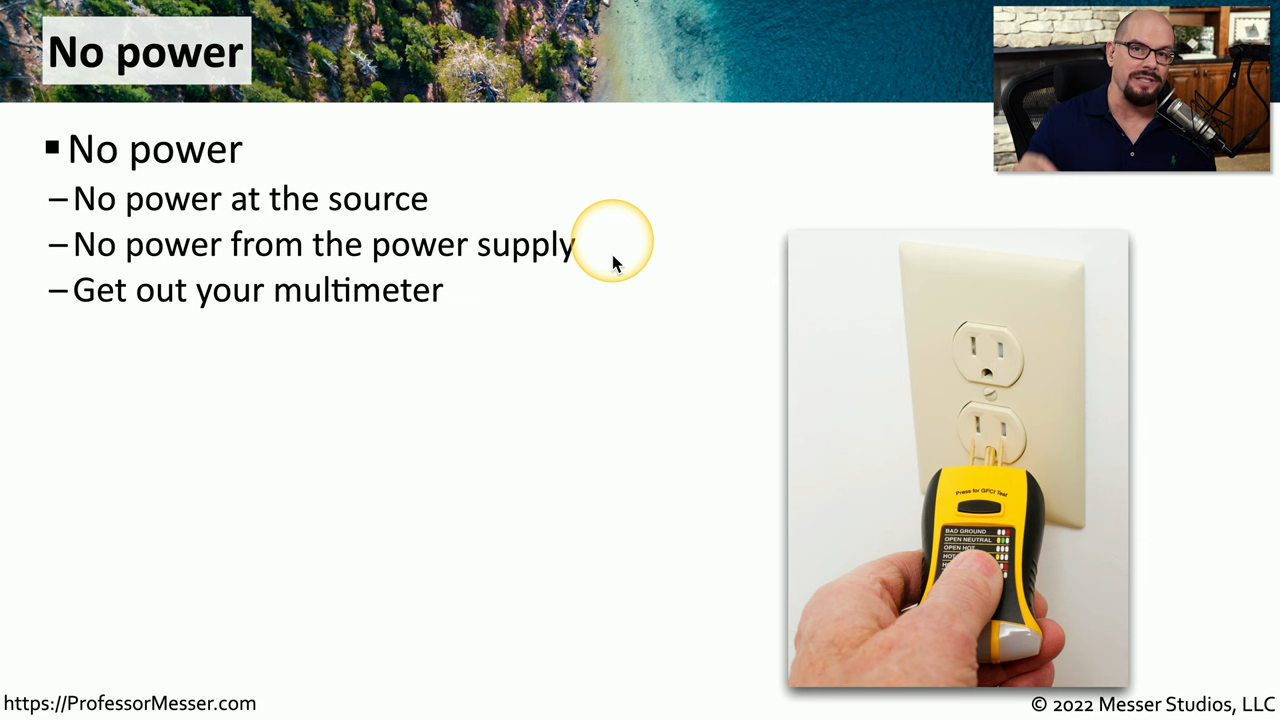 No power
▪ No power
– No power at the source
– No power from the power supply
– Get out your multimeter
Press for GFCI Test
BAD GROUND
OPEN NEUTRAL
OPEN HOT
https://ProfessorMesser.com
© 2022 Messer Studios, LLC